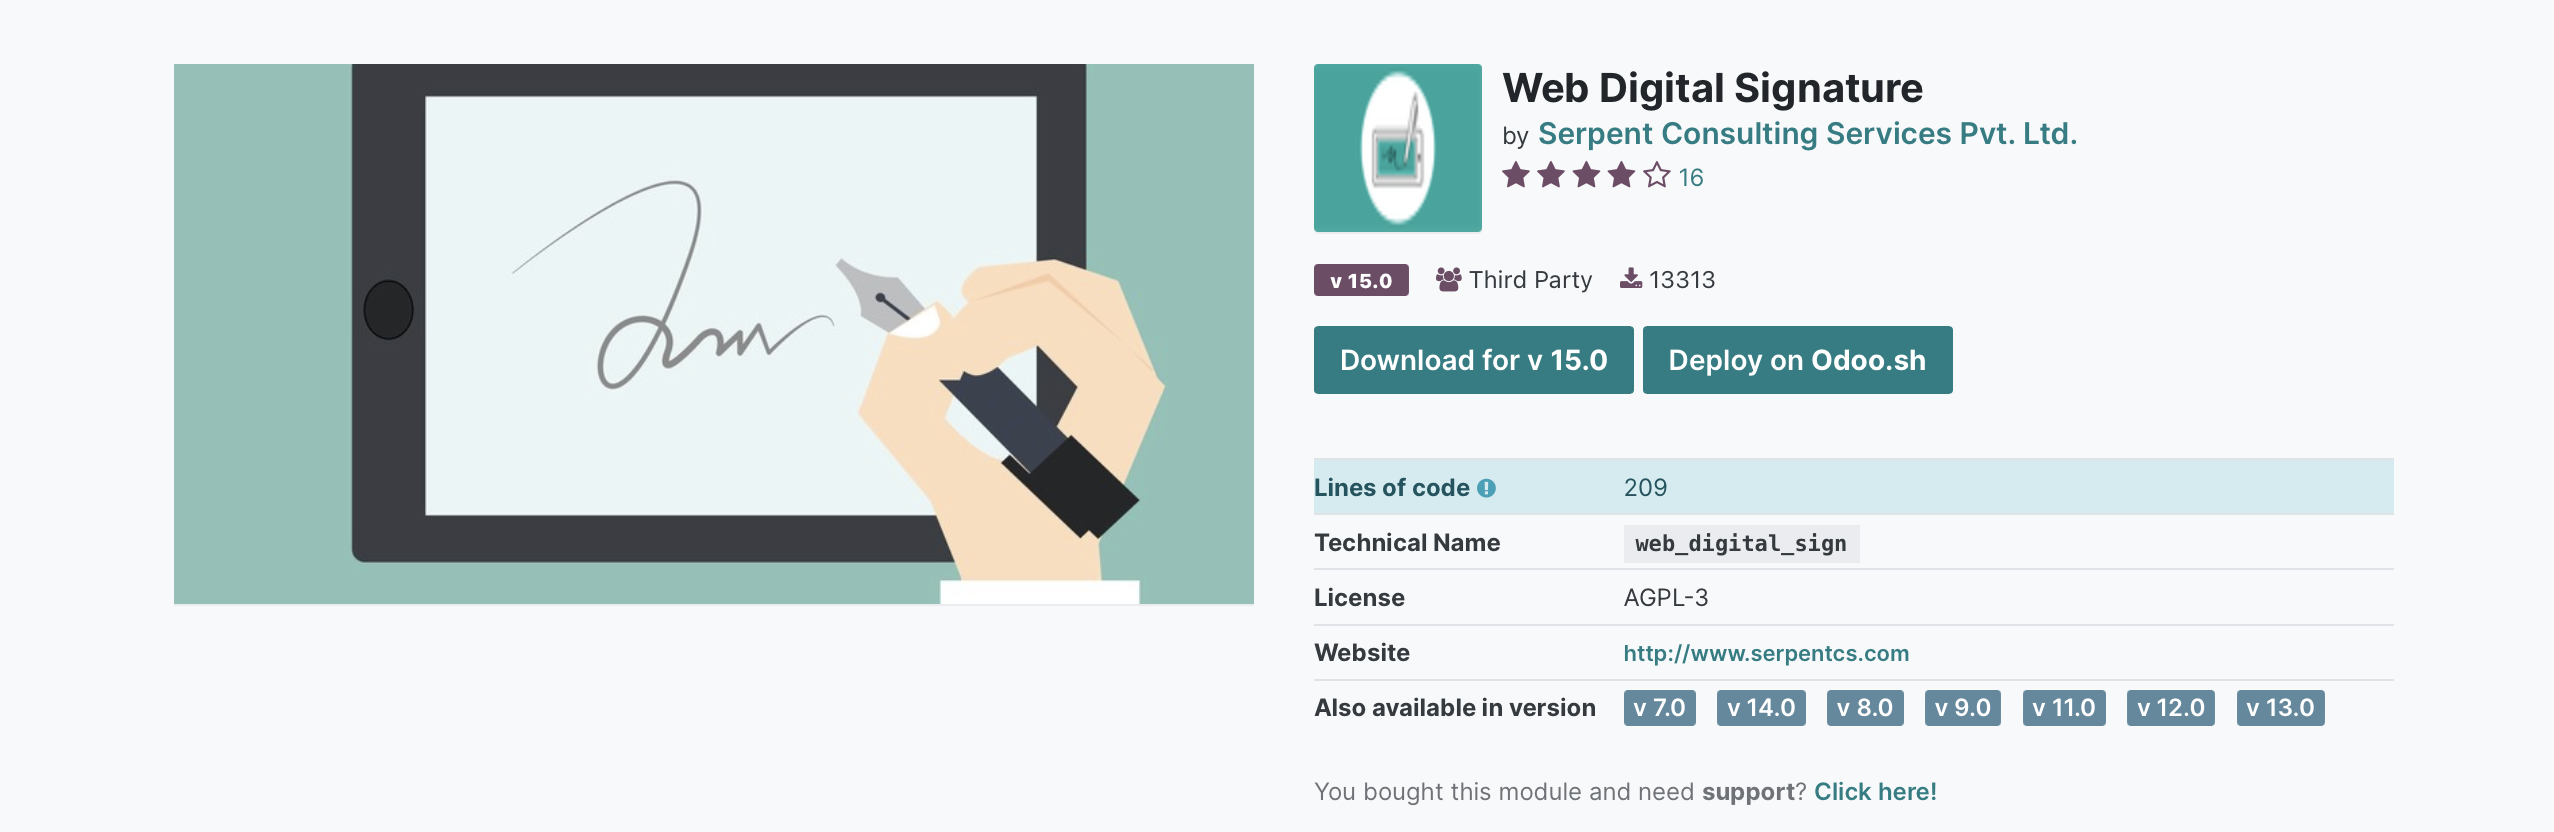 Web Digital Signature
by Serpent Consulting Services Pvt. Ltd.
16
v 15.0 Third Party 13313
Download for v 15.0 Deploy on Odoo.sh
Lines of code 209
Technical Name web_digital_sign
License AGPL-3
Website http://www.serpentcs.com
Also available in version v 7.0 v 14.0 v 8.0 v 9.0 v 11.0 v 12.0 v 13.0
You bought this module and need support? Click here!